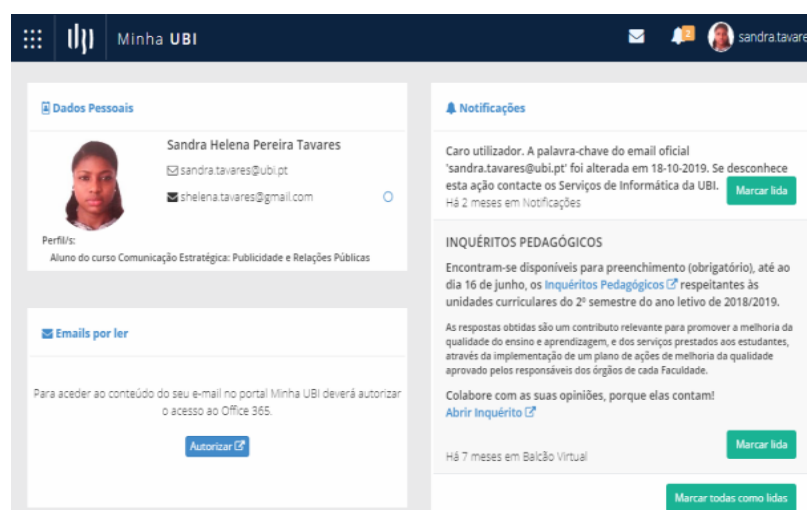 Minha UBI
2
sandra.tavare
Dados Pessoais
Sandra Helena Pereira Tavares
sandra.tavares@ubi.pt
shelena.tavares@gmail.com
Perfil/s:
Aluno do curso Comunicação Estratégica: Publicidade e Relações Públicas
Emails por ler
Para aceder ao conteúdo do seu e-mail no portal Minha UBI deverá autorizar
o acesso ao Office 365.
Autorizar
Notificações
Caro utilizador. A palavra-chave do email oficial
'sandra.tavares@ubi.pt' foi alterada em 18-10-2019. Se desconhece
esta ação contacte os Serviços de Informática da UBI.
Marcar lida
Há 2 meses em Notificações
INQUÉRITOS PEDAGÓGICOS
Encontram-se disponíveis para preenchimento (obrigatório), até ao
dia 16 de junho, os Inquéritos Pedagógicos respeitantes às
unidades curriculares do 2º semestre do ano letivo de 2018/2019.
As respostas obtidas são um contributo relevante para promover a melhoria da
qualidade do ensino e aprendizagem, e dos serviços prestados aos estudantes,
através da implementação de um plano de ações de melhoria da qualidade
aprovado pelos responsáveis dos órgãos de cada Faculdade.
Colabore com as suas opiniões, porque elas contam!
Abrir Inquérito
Marcar lida
Há 7 meses em Balcão Virtual
Marcar todas como lidas